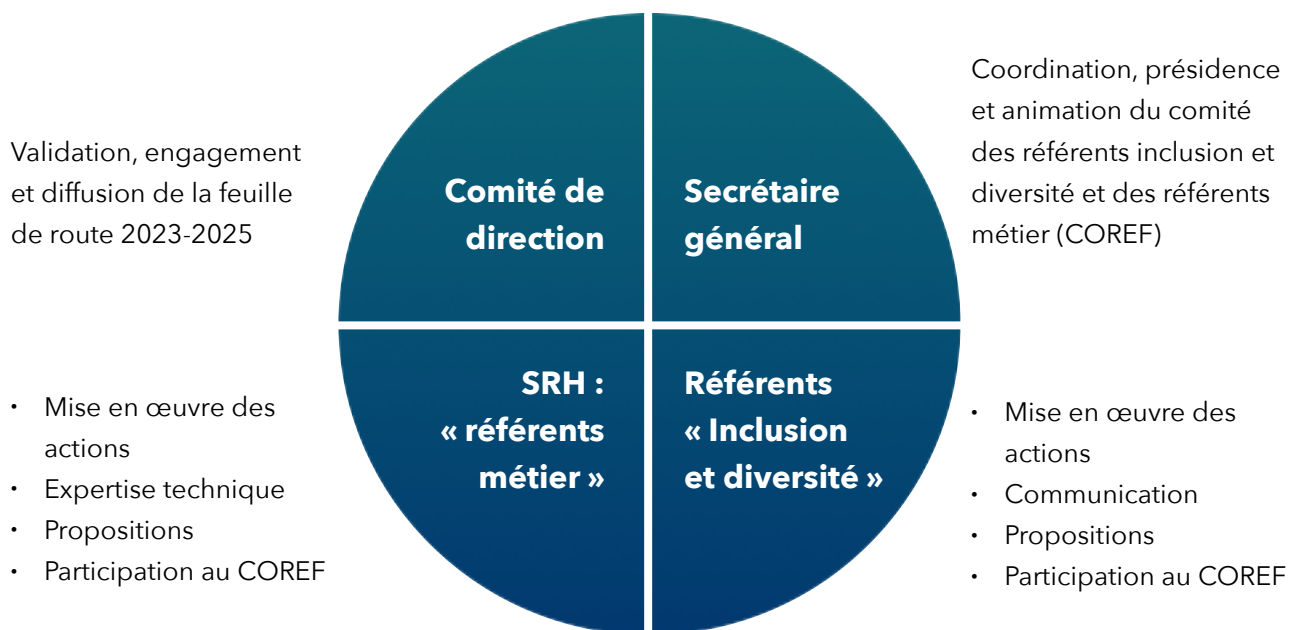 Validation, engagement
et diffusion de la feuille
de route 2023-2025
Comité de
direction
Secrétaire
général
Coordination, présidence
et animation du comité
des référents inclusion et
diversité et des référents
métier (COREF)
• Mise en œuvre des
actions
• Expertise technique
• Propositions
• Participation au COREF
SRH :
« référents
métier »
Référents
« Inclusion
et diversité »
• Mise en œuvre des
actions
• Communication
• Propositions
• Participation au COREF